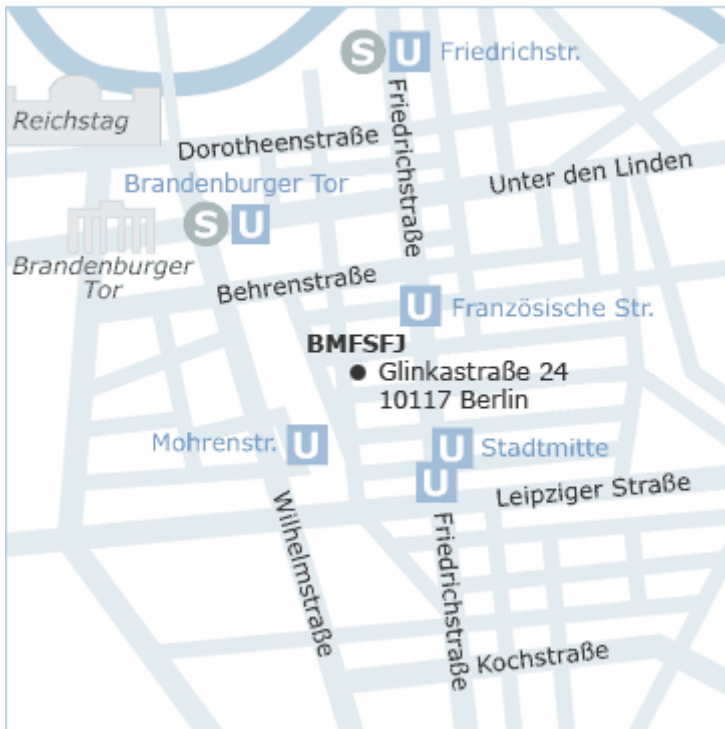 S U Friedrichstr.
Reichstag
Dorotheenstraße
Friedrichstraße
Unter den Linden
Brandenburger Tor
S U
Brandenburger
Tor
Behrenstraße
U Französische Str.
BMFSFJ
Glinkastraße 24
10117 Berlin
Mohrenstr. U
U Stadtmitte
U
Leipziger Straße
Wilhelmstraße
Friedrichstraße
Kochstraße